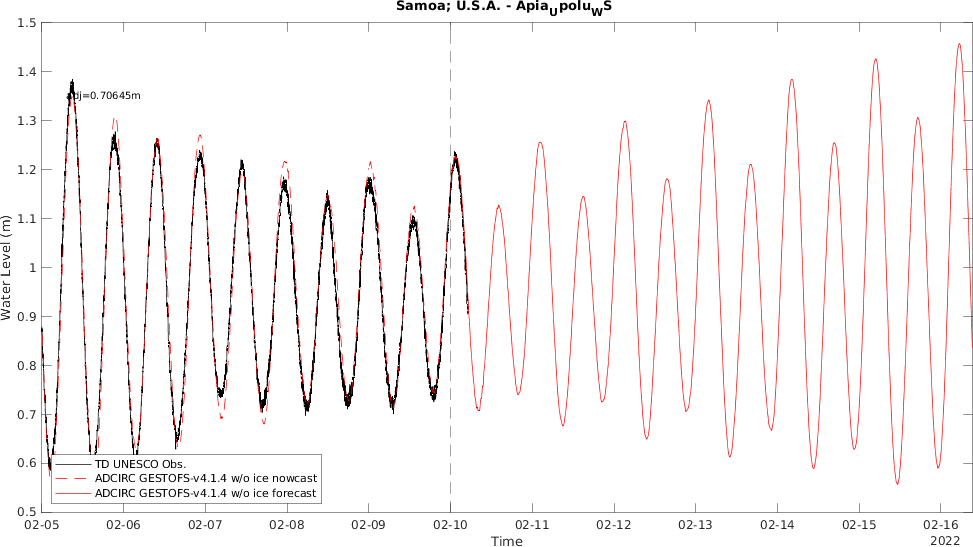 Samoa; U.S.A. - ApiaUpoluWS
1.5
1.4
1.3
1.2
1.1
1
0.9
0.8
0.7
0.6
0.5
Water Level (m)
adj=0.70645m
TD UNESCO Obs.
ADCIRC GESTOFS-v4.1.4 w/o ice nowcast
ADCIRC GESTOFS-v4.1.4 w/o ice forecast
02-05 02-06 02-07 02-08 02-09 02-10 02-11 02-12 02-13 02-14 02-15 02-16
Time 2022